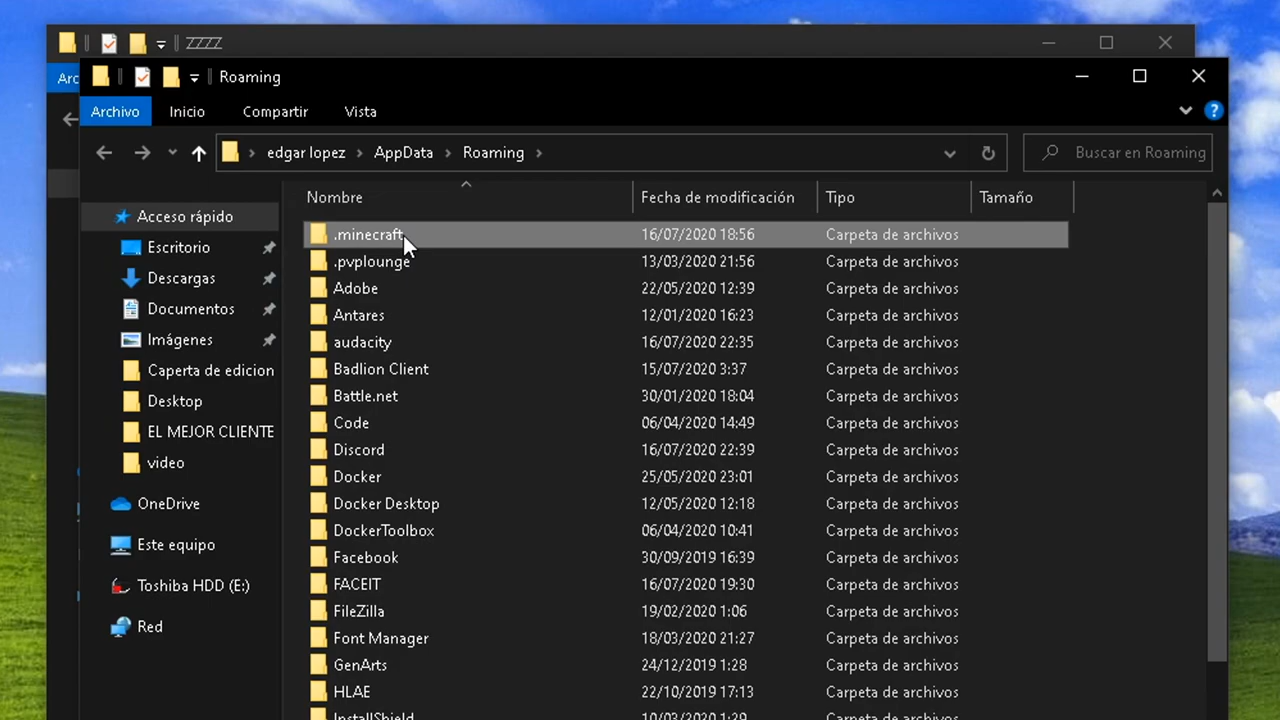 ZZZZ
Arc
Roaming
Archivo Inicio Compartir Vista
edgar lopez AppData Roaming Buscar en Roaming
Nombre Fecha de modificación Tipo Tamaño
Acceso rápido
Escritorio
Descargas
Documentos
Imágenes
Caperta de edicion
Desktop
EL MEJOR CLIENTE
video
OneDrive
Este equipo
Toshiba HDD (E:)
Red
.minecraft 16/07/2020 18:56 Carpeta de archivos
.pvplounge 13/03/2020 21:56 Carpeta de archivos
Adobe 22/05/2020 12:39 Carpeta de archivos
Antares 12/01/2020 16:23 Carpeta de archivos
audacity 16/07/2020 22:35 Carpeta de archivos
Badlion Client 15/07/2020 3:37 Carpeta de archivos
Battle.net 30/01/2020 18:04 Carpeta de archivos
Code 06/04/2020 14:49 Carpeta de archivos
Discord 16/07/2020 22:39 Carpeta de archivos
Docker 25/05/2020 23:01 Carpeta de archivos
Docker Desktop 12/05/2020 12:18 Carpeta de archivos
DockerToolbox 06/04/2020 10:41 Carpeta de archivos
Facebook 30/09/2019 16:39 Carpeta de archivos
FACEIT 16/07/2020 19:30 Carpeta de archivos
FileZilla 19/02/2020 1:06 Carpeta de archivos
Font Manager 18/03/2020 21:27 Carpeta de archivos
GenArts 24/12/2019 1:28 Carpeta de archivos
HLAE 22/10/2019 17:13 Carpeta de archivos
InstallShield 10/03/2020 1:29 Carpeta de archivos